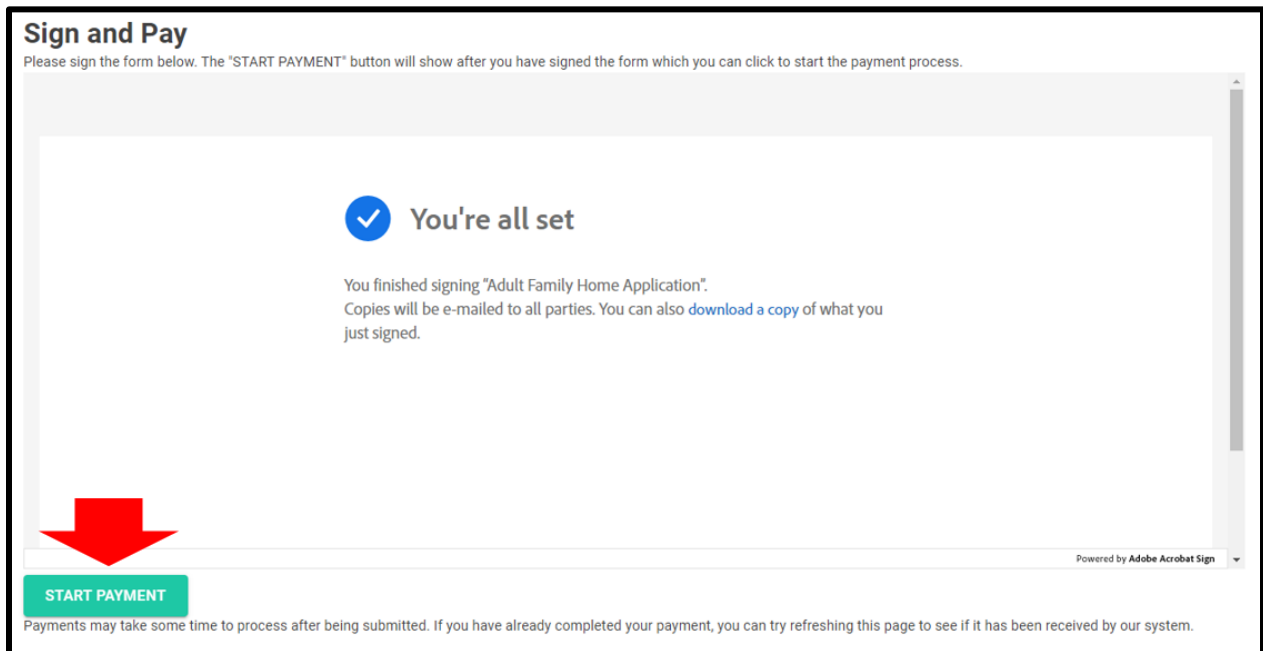 Sign and Pay
Please sign the form below. The "START PAYMENT" button will show after you have signed the form which you can click to start the payment process.
You're all set
You finished signing "Adult Family Home Application".
Copies will be e-mailed to all parties. You can also download a copy of what you
just signed.
Powered by Adobe Acrobat Sign
START PAYMENT
Payments may take some time to process after being submitted. If you have already completed your payment, you can try refreshing this page to see if it has been received by our system.